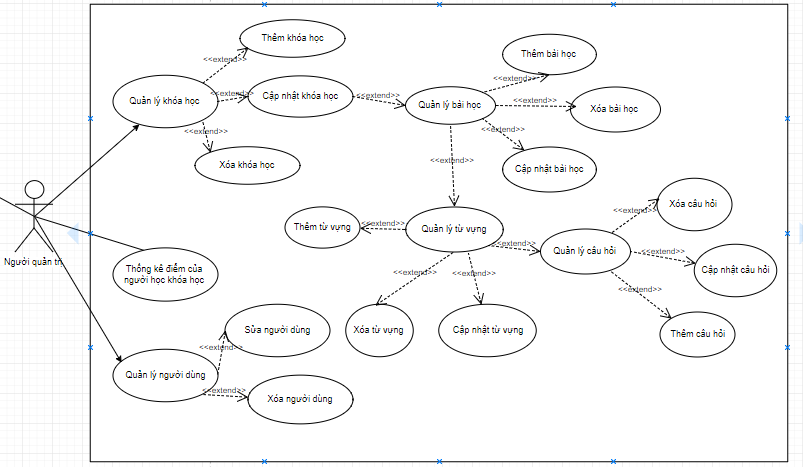 Thêm khóa học
<<extend>>
Quản lý khóa học
<<extend>>
Cập nhật khóa học
<<extend>>
<<extend>>
Xóa khóa học
Thêm bài học
<<extend>>
Quản lý bài học
<<extend>>
Xóa bài học
<<extend>>
Cập nhật bài học
<<extend>>
Người quản trị
Thống kê điểm của
người học khóa học
Thêm từ vựng
<<extend>>
Quản lý từ vựng
<<extend>>
<<extend>>
<<extend>>
Xóa từ vựng
Cập nhật từ vựng
Quản lý câu hỏi
<<extend>>
Xóa câu hỏi
<<extend>>
Cập nhật câu hỏi
<<extend>>
Thêm câu hỏi
Quản lý người dùng
<<extend>>
Sửa người dùng
<<extend>>
Xóa người dùng